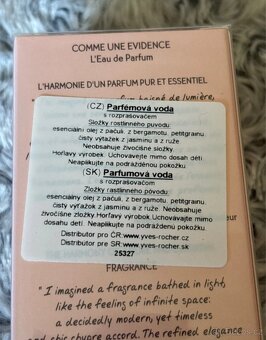 COMME UNE EVIDENCE
L'Eau de Parfum
L'HARMONIE D'UN PARFUM PUR ET ESSENTIEL
baigné de lumière,
(CZ) Parfémová voda
s rozprašovačem
Složky rostlinného původu:
esenciální olej z pačuli, z bergamotu, petitgrainu,
čistý výtažek z jasmínu a z růže
Neobsahuje živočišné složky.
Hořlavý výrobek. Uchovávejte mimo dosah dětí
Neaplikujte na podrážděnou pokožku.
(SK) Parfumová voda
s rozprašovačom
Zložky rastlinného pôvodu:
esenciálny olej z pačuli, z bergamotu, petitgrainu,
čistý výťažok z jazmínu a z ruže. Neobsahuje
živočíšne zložky. Horľavý výrobok. Uchovávajte mimo
dosahu detí. Neaplikujte na podráždenú pokožku.
Distributor pro ČR:www.yves-rocher.cz
Distributor pre SR:www.yves-rocher.sk
25327
FRAGRANCE
"I imagined a fragrance bathed in light,
like the feeling of infinite space:
a decidedly modern, yet timeless
and chic chypre accord. The refined elegance